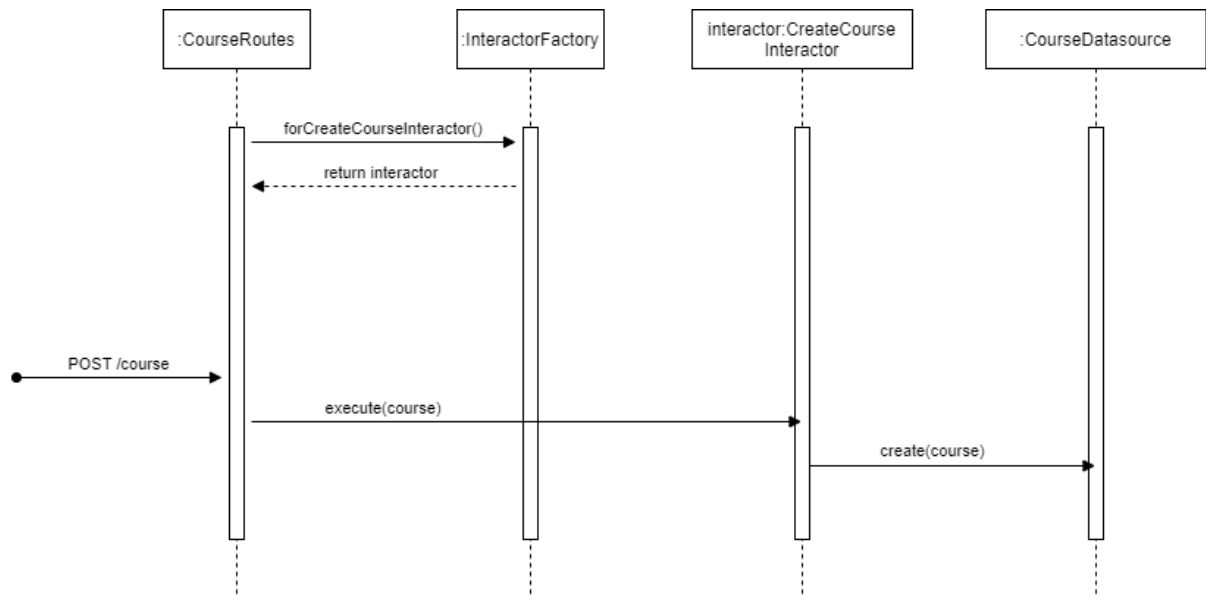 :CourseRoutes
:InteractorFactory
interactor:CreateCourse
Interactor
:CourseDatasource
forCreateCourseInteractor()
return interactor
POST /course
execute(course)
create(course)